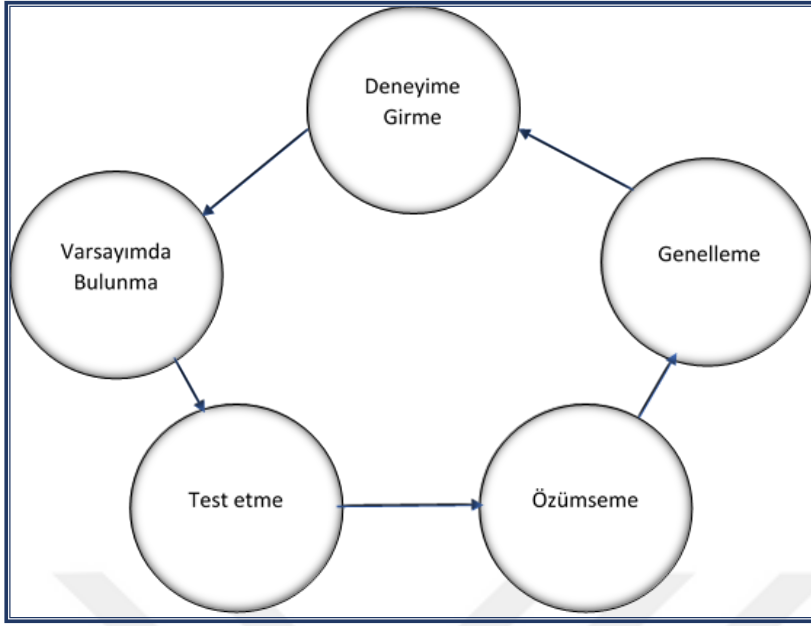 Deneyime
Girme
Varsayımda
Bulunma
Genelleme
Test etme
Özümseme